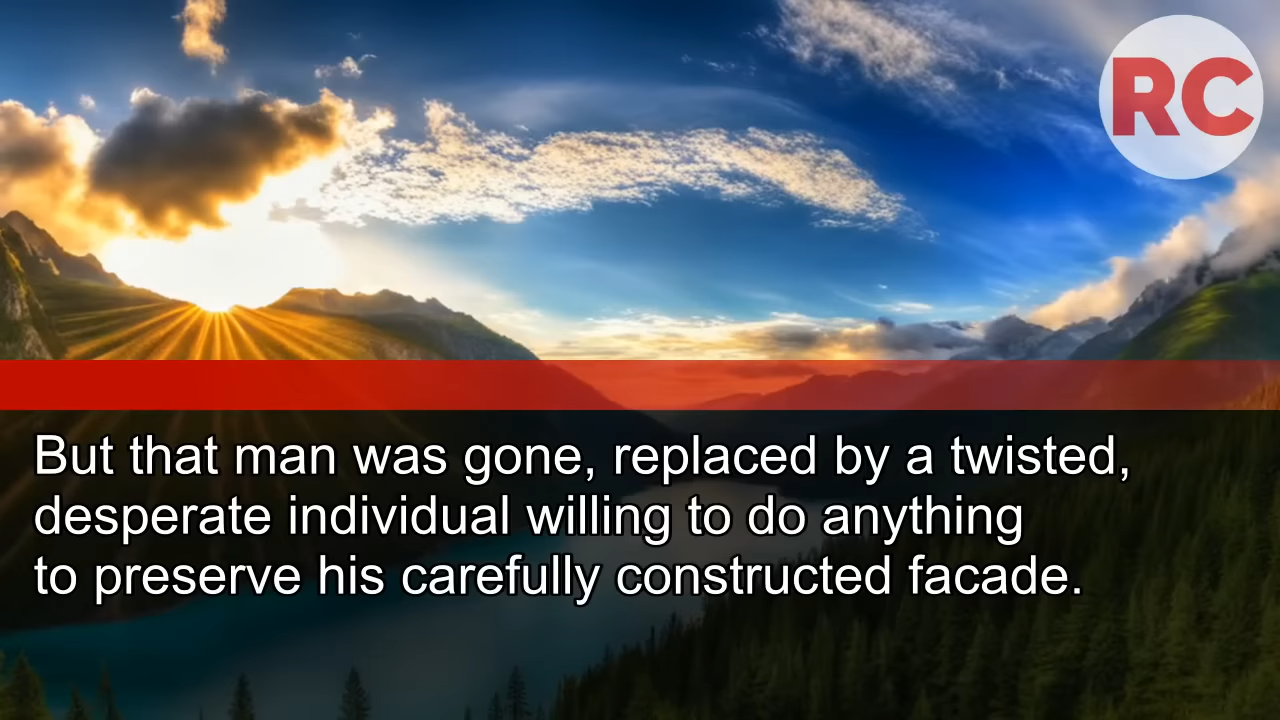 RC
But that man was gone, replaced by a twisted,
desperate individual willing to do anything
to preserve his carefully constructed facade.